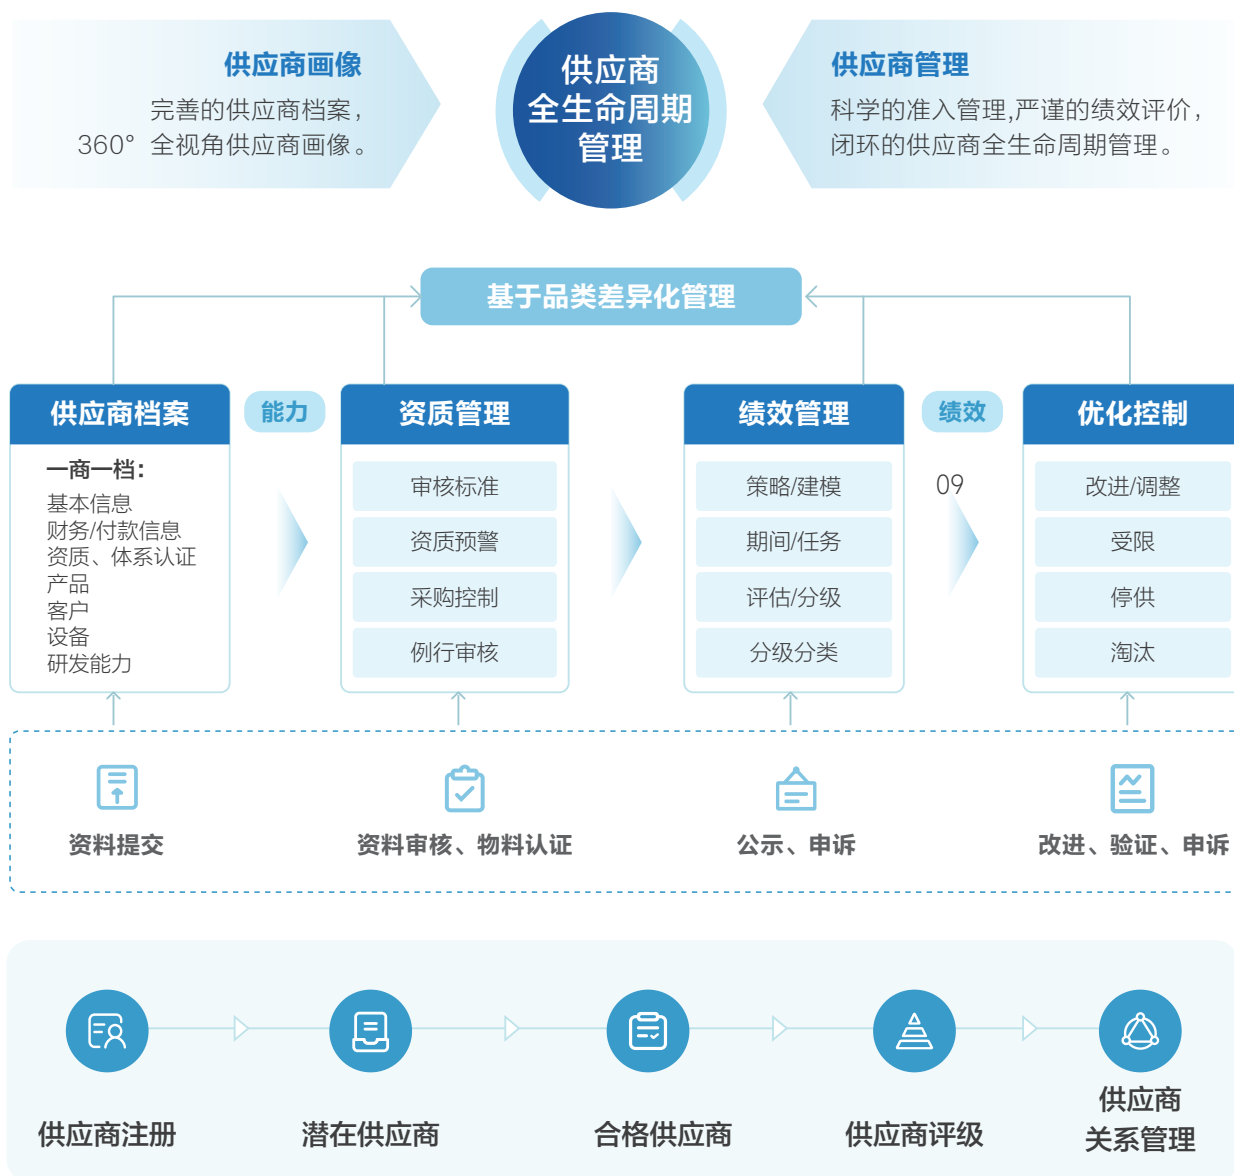 供应商画像
完善的供应商档案，
360° 全视角供应商画像。
供应商
全生命周期
管理
供应商管理
科学的准入管理,严谨的绩效评价，
闭环的供应商全生命周期管理。
基于品类差异化管理
供应商档案
一商一档：
基本信息
财务/付款信息
资质、体系认证
产品
客户
设备
研发能力
能力
资质管理
审核标准
资质预警
采购控制
例行审核
绩效管理
策略/建模
期间/任务
评估/分级
分级分类
绩效
09
优化控制
改进/调整
受限
停供
淘汰
资料提交
资料审核、物料认证
公示、申诉
改进、验证、申诉
供应商注册
潜在供应商
合格供应商
供应商评级
供应商
关系管理